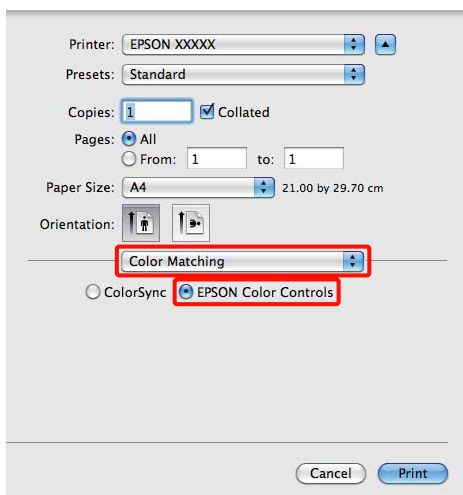 Printer: EPSON XXXXX
Presets: Standard
Copies: 1 Collated
Pages: All
From: 1 to: 1
Paper Size: A4 21.00 by 29.70 cm
Orientation:
Color Matching
ColorSync EPSON Color Controls
Cancel Print